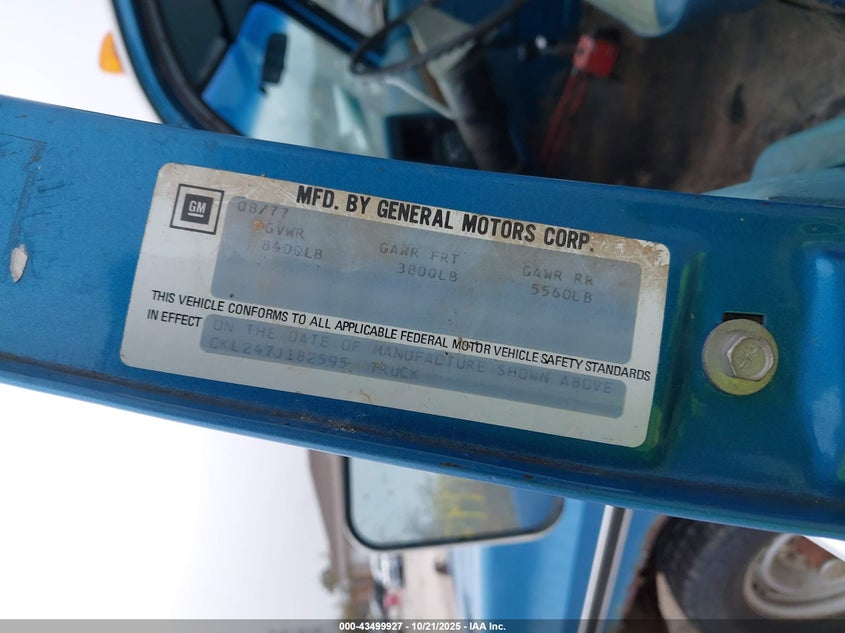 GM
MFD. BY GENERAL MOTORS CORP.
08/77
GVWR GAWR FRT GAWR RR
8400LB 3800LB 5560LB
THIS VEHICLE CONFORMS TO ALL APPLICABLE FEDERAL MOTOR VEHICLE SAFETY STANDARDS
IN EFFECT ON THE DATE OF MANUFACTURE SHOWN ABOVE
CKL247J182595 TRUCK
000-43499927 - 10/21/2025 - IAA Inc.